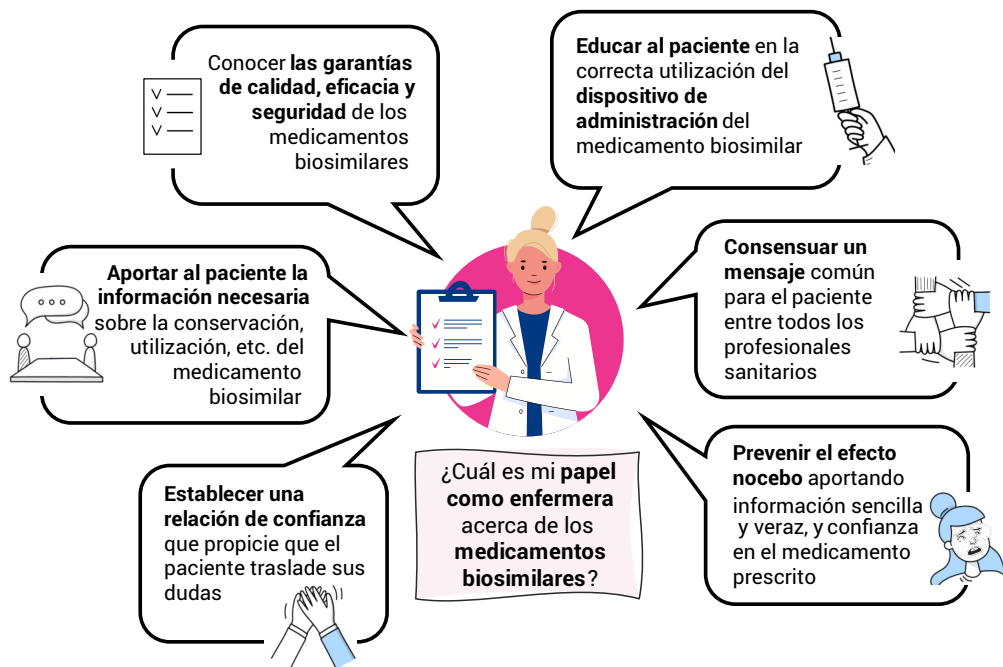 Conocer las garantías
de calidad, eficacia y
seguridad de los
medicamentos
biosimilares
Educar al paciente en la
correcta utilización del
dispositivo de
administración del
medicamento biosimilar
Aportar al paciente la
información necesaria
sobre la conservación,
utilización, etc. del
medicamento
biosimilar
Consensuar un
mensaje común
para el paciente
entre todos los
profesionales
sanitarios
Establecer una
relación de confianza
que propicie que el
paciente traslade sus
dudas
¿Cuál es mi papel
como enfermera
acerca de los
medicamentos
biosimilares?
Prevenir el efecto
nocebo aportando
información sencilla
y veraz, y confianza
en el medicamento
prescrito